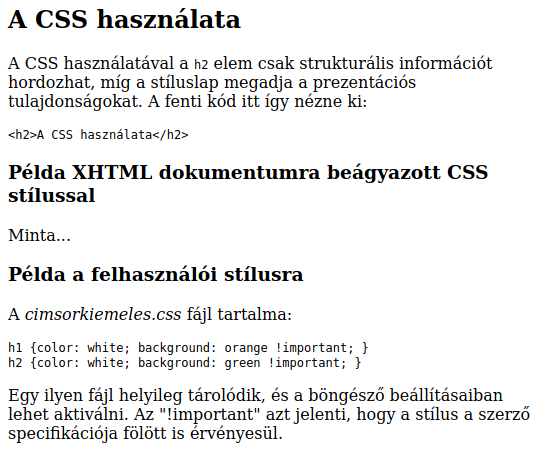 A CSS használata
A CSS használatával a h2 elem csak strukturális információt
hordozhat, míg a stíluslap megadja a prezentációs
tulajdonságokat. A fenti kód itt így nézne ki:
<h2>A CSS használata</h2>
Példa XHTML dokumentumra beágyazott CSS
stílussal
Minta...
Példa a felhasználói stílusra
A cimsorkiemeles.css fájl tartalma:
h1 {color: white; background: orange !important; }
h2 {color: white; background: green !important; }
Egy ilyen fájl helyileg tárolódik, és a böngésző beállításaiban
lehet aktiválni. Az "!important" azt jelenti, hogy a stílus a szerző
specifikációja fölött is érvényesül.